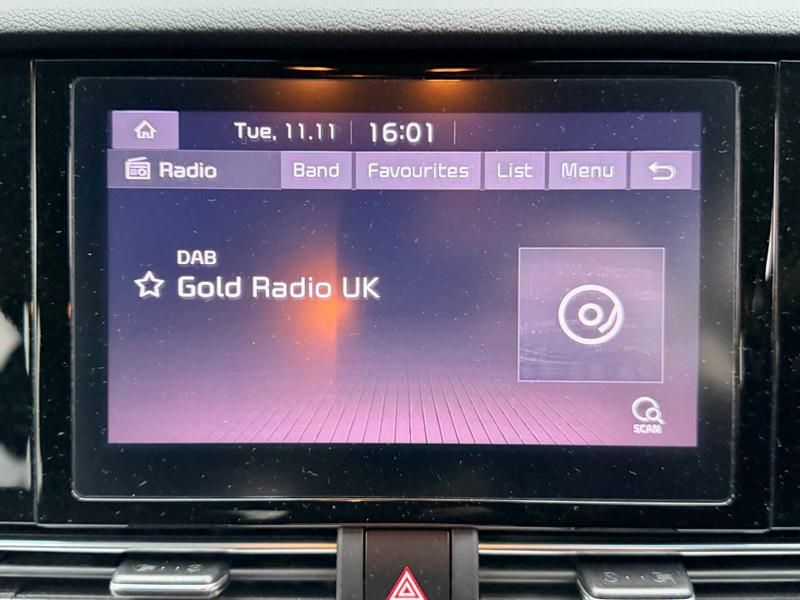 Tue, 11.11 16:01
Radio Band Favourites List Menu
DAB
Gold Radio UK
SCAN